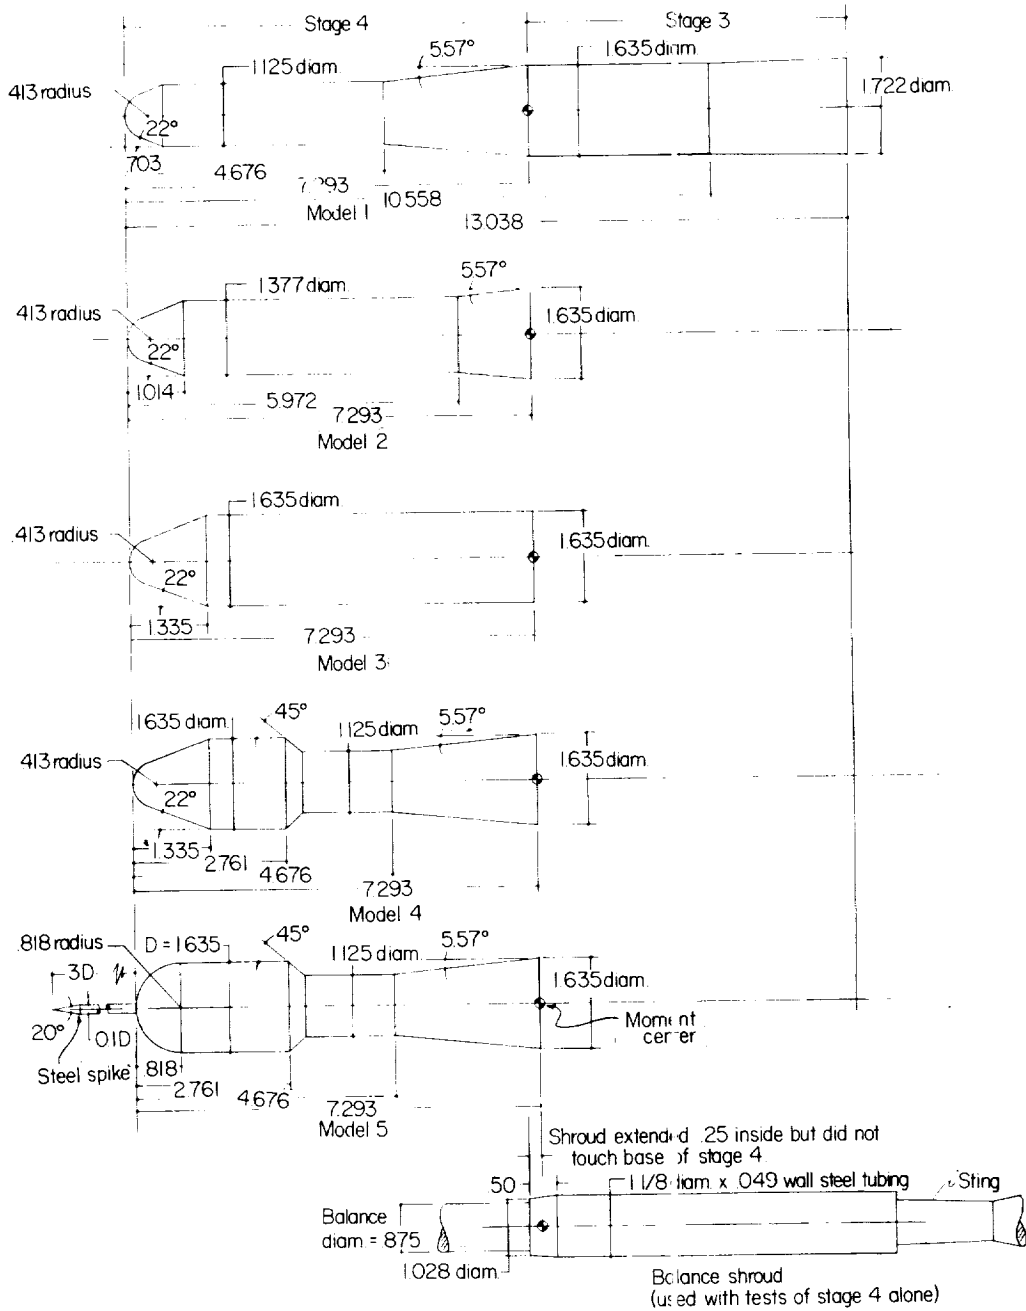 Stage 4
Stage 3
5.57°
1.635 diam.
1.125 diam.
1.722 diam.
.413 radius
22°
.703
4.676
7.293
10.558
Model 1
13.038
5.57°
1.377 diam.
.413 radius
1.635 diam.
22°
1.014
5.972
7.293
Model 2
1.635 diam.
.413 radius
1.635 diam.
22°
1.335
7.293
Model 3
45°
1.635 diam.
1.125 diam.
5.57°
.413 radius
1.635 diam.
22°
1.335
2.761
4.676
7.293
Model 4
.818 radius
D = 1.635
45°
1.125 diam.
5.57°
3D
1.635 diam.
20°
0.1D
Moment
center
Steel spike
.818
2.761
4.676
7.293
Model 5
Shroud extended .25 inside but did not
touch base of stage 4
.50
1 1/8 diam. x .049 wall steel tubing
Sting
Balance
diam. = .875
1.028 diam.
Balance shroud
(used with tests of stage 4 alone)